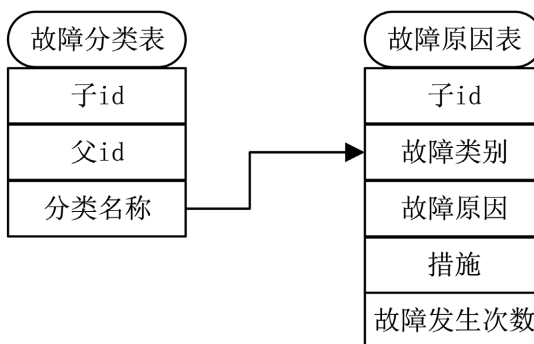 故障分类表
子id
父id
分类名称
故障原因表
子id
故障类别
故障原因
措施
故障发生次数